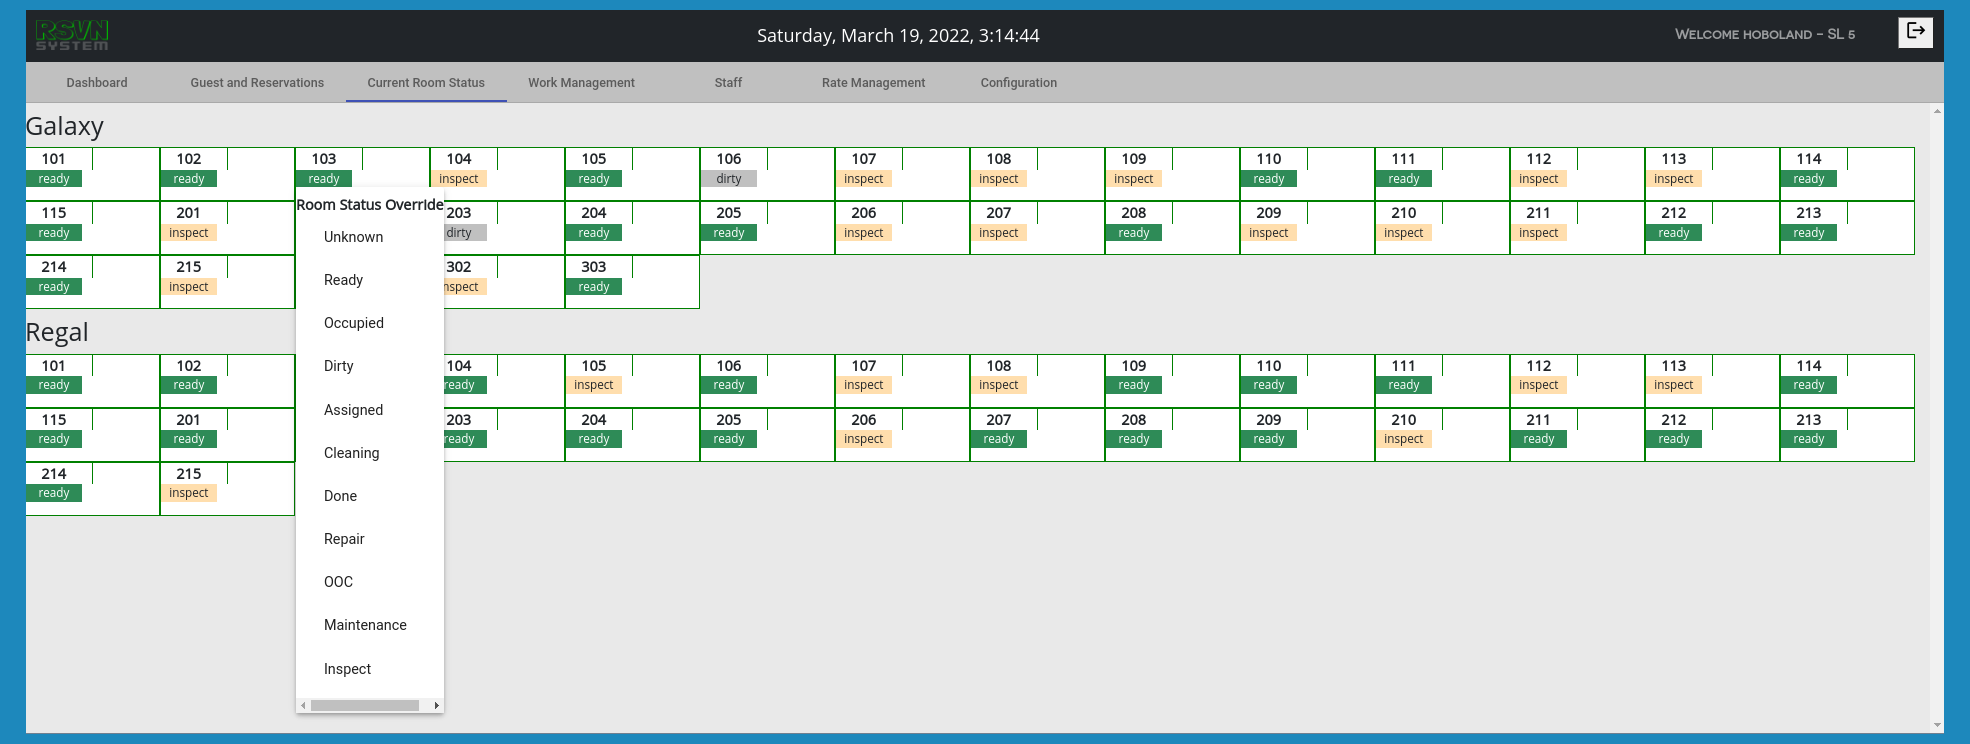 RSVN
SYSTEM
Saturday, March 19, 2022, 3:14:44
Welcome hoboland - SL 5
Dashboard Guest and Reservations Current Room Status Work Management Staff Rate Management Configuration
Galaxy
101 102 103 104 105 106 107 108 109 110 111 112 113 114
ready ready ready inspect ready dirty inspect inspect inspect ready ready inspect inspect ready
115 201 203 204 205 206 207 208 209 210 211 212 213
ready inspect dirty ready ready inspect inspect ready inspect inspect inspect ready ready
214 215 302 303
ready inspect nspect ready
Room Status Override
Unknown
Ready
Occupied
Dirty
Assigned
Cleaning
Done
Repair
OOC
Maintenance
Inspect
Regal
101 102 104 105 106 107 108 109 110 111 112 113 114
ready ready ready inspect ready inspect inspect ready ready ready inspect inspect ready
115 201 203 204 205 206 207 208 209 210 211 212 213
ready ready ready ready ready inspect ready ready ready inspect ready ready ready
214 215
ready inspect